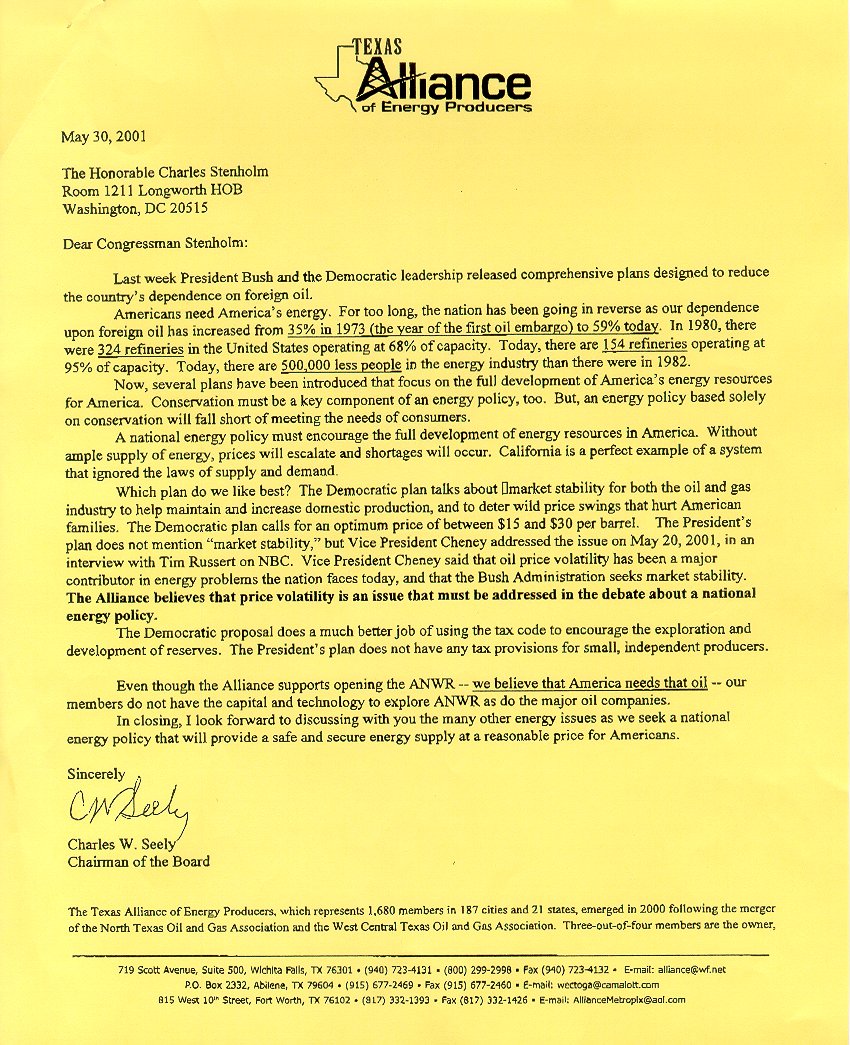 TEXAS
Alliance
of Energy Producers
May 30, 2001
The Honorable Charles Stenholm
Room 1211 Longworth HOB
Washington, DC 20515
Dear Congressman Stenholm:
Last week President Bush and the Democratic leadership released comprehensive plans designed to reduce
the country's dependence on foreign oil.
Americans need America's energy. For too long, the nation has been going in reverse as our dependence
upon foreign oil has increased from 35% in 1973 (the year of the first oil embargo) to 59% today. In 1980, there
were 324 refineries in the United States operating at 68% of capacity. Today, there are 154 refineries operating at
95% of capacity. Today, there are 500,000 less people in the energy industry than there were in 1982.
Now, several plans have been introduced that focus on the full development of America's energy resources
for America. Conservation must be a key component of an energy policy, too. But, an energy policy based solely
on conservation will fall short of meeting the needs of consumers.
A national energy policy must encourage the full development of energy resources in America. Without
ample supply of energy, prices will escalate and shortages will occur. California is a perfect example of a system
that ignored the laws of supply and demand.
Which plan do we like best? The Democratic plan talks about ▯market stability for both the oil and gas
industry to help maintain and increase domestic production, and to deter wild price swings that hurt American
families. The Democratic plan calls for an optimum price of between $15 and $30 per barrel. The President's
plan does not mention "market stability," but Vice President Cheney addressed the issue on May 20, 2001, in an
interview with Tim Russert on NBC. Vice President Cheney said that oil price volatility has been a major
contributor in energy problems the nation faces today, and that the Bush Administration seeks market stability.
The Alliance believes that price volatility is an issue that must be addressed in the debate about a national
energy policy.
The Democratic proposal does a much better job of using the tax code to encourage the exploration and
development of reserves. The President's plan does not have any tax provisions for small, independent producers.
Even though the Alliance supports opening the ANWR -- we believe that America needs that oil -- our
members do not have the capital and technology to explore ANWR as do the major oil companies.
In closing, I look forward to discussing with you the many other energy issues as we seek a national
energy policy that will provide a safe and secure energy supply at a reasonable price for Americans.
Sincerely
CW Seely
Charles W. Seely
Chairman of the Board
The Texas Alliance of Energy Producers, which represents 1,680 members in 187 cities and 21 states, emerged in 2000 following the merger
of the North Texas Oil and Gas Association and the West Central Texas Oil and Gas Association. Three-out-of-four members are the owner,
719 Scott Avenue, Suite 500, Wichita Falls, TX 76301 • (940) 723-4131 • (800) 299-2998 • Fax (940) 723-4132 • E-mail: alliance@wf.net
P.O. Box 2332, Abilene, TX 79604 • (915) 677-2469 • Fax (915) 677-2460 • E-mail: wectoga@camalott.com
815 West 10th Street, Fort Worth, TX 76102 • (817) 332-1393 • Fax (817) 332-1426 • E-mail: AllianceMetroplx@aol.com